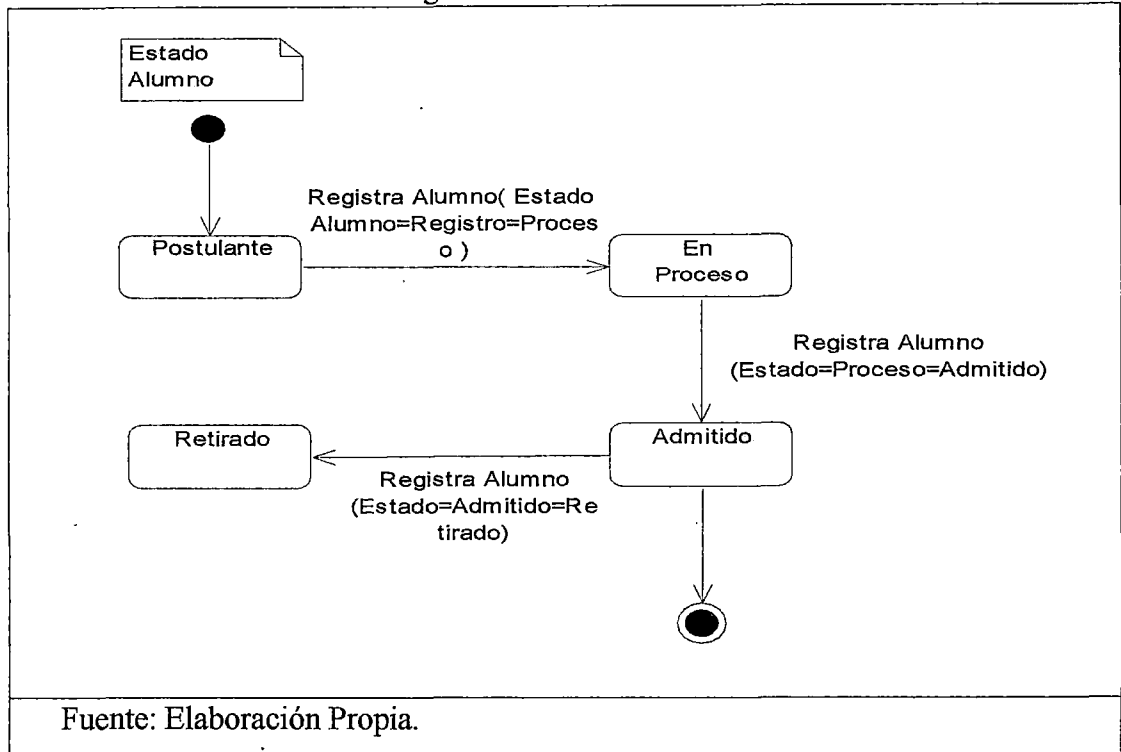 Estado
Alumno
Registra Alumno( Estado
Alumno=Registro=Proces
o )
Postulante
En
Proceso
Registra Alumno
(Estado=Proceso=Admitido)
Retirado
Admitido
Registra Alumno
(Estado=Admitido=Re
tirado)
Fuente: Elaboración Propia.